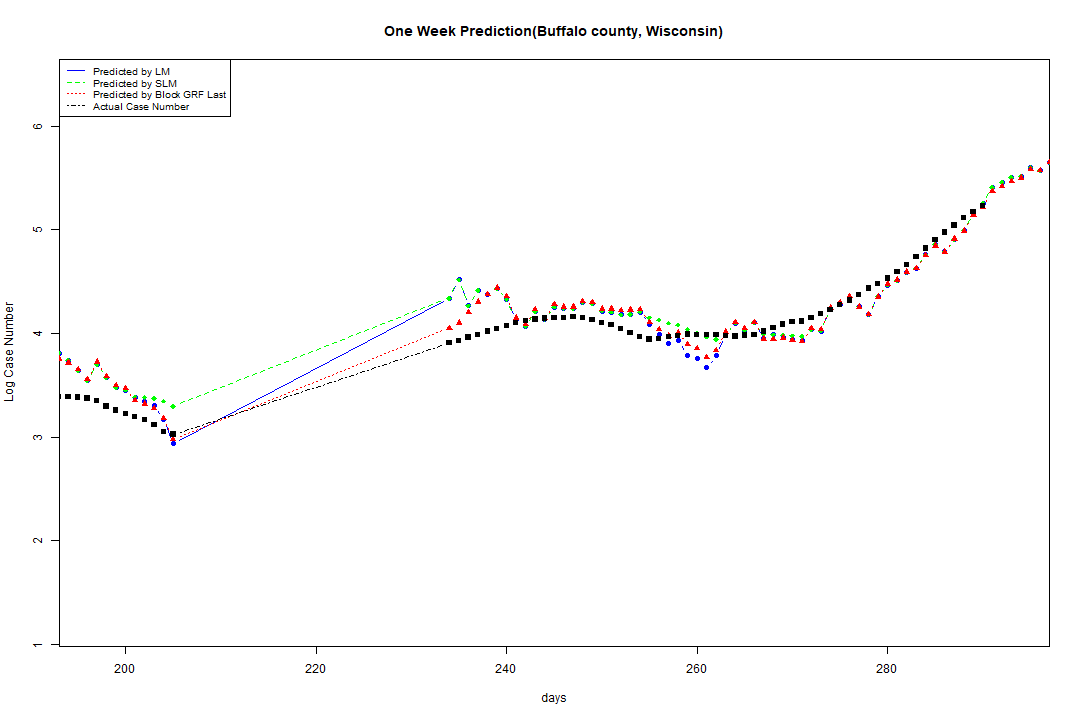 One Week Prediction(Buffalo county, Wisconsin)
Predicted by LM
Predicted by SLM
Predicted by Block GRF Last
Actual Case Number
6
5
4
3
2
1
Log Case Number
200 220 240 260 280
days